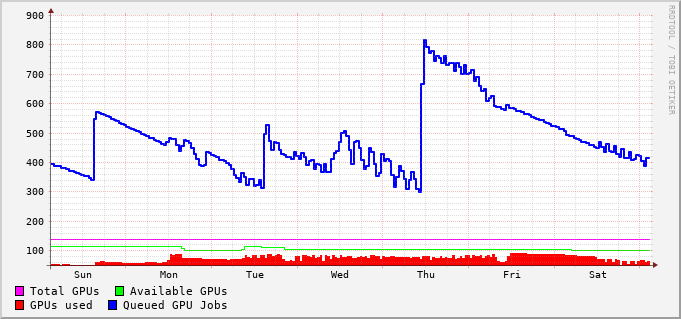 900
800
700
600
500
400
300
200
100
Sun Mon Tue Wed Thu Fri Sat
Total GPUs Available GPUs
GPUs used Queued GPU Jobs
RRDTOOL / TOBI OETIKER